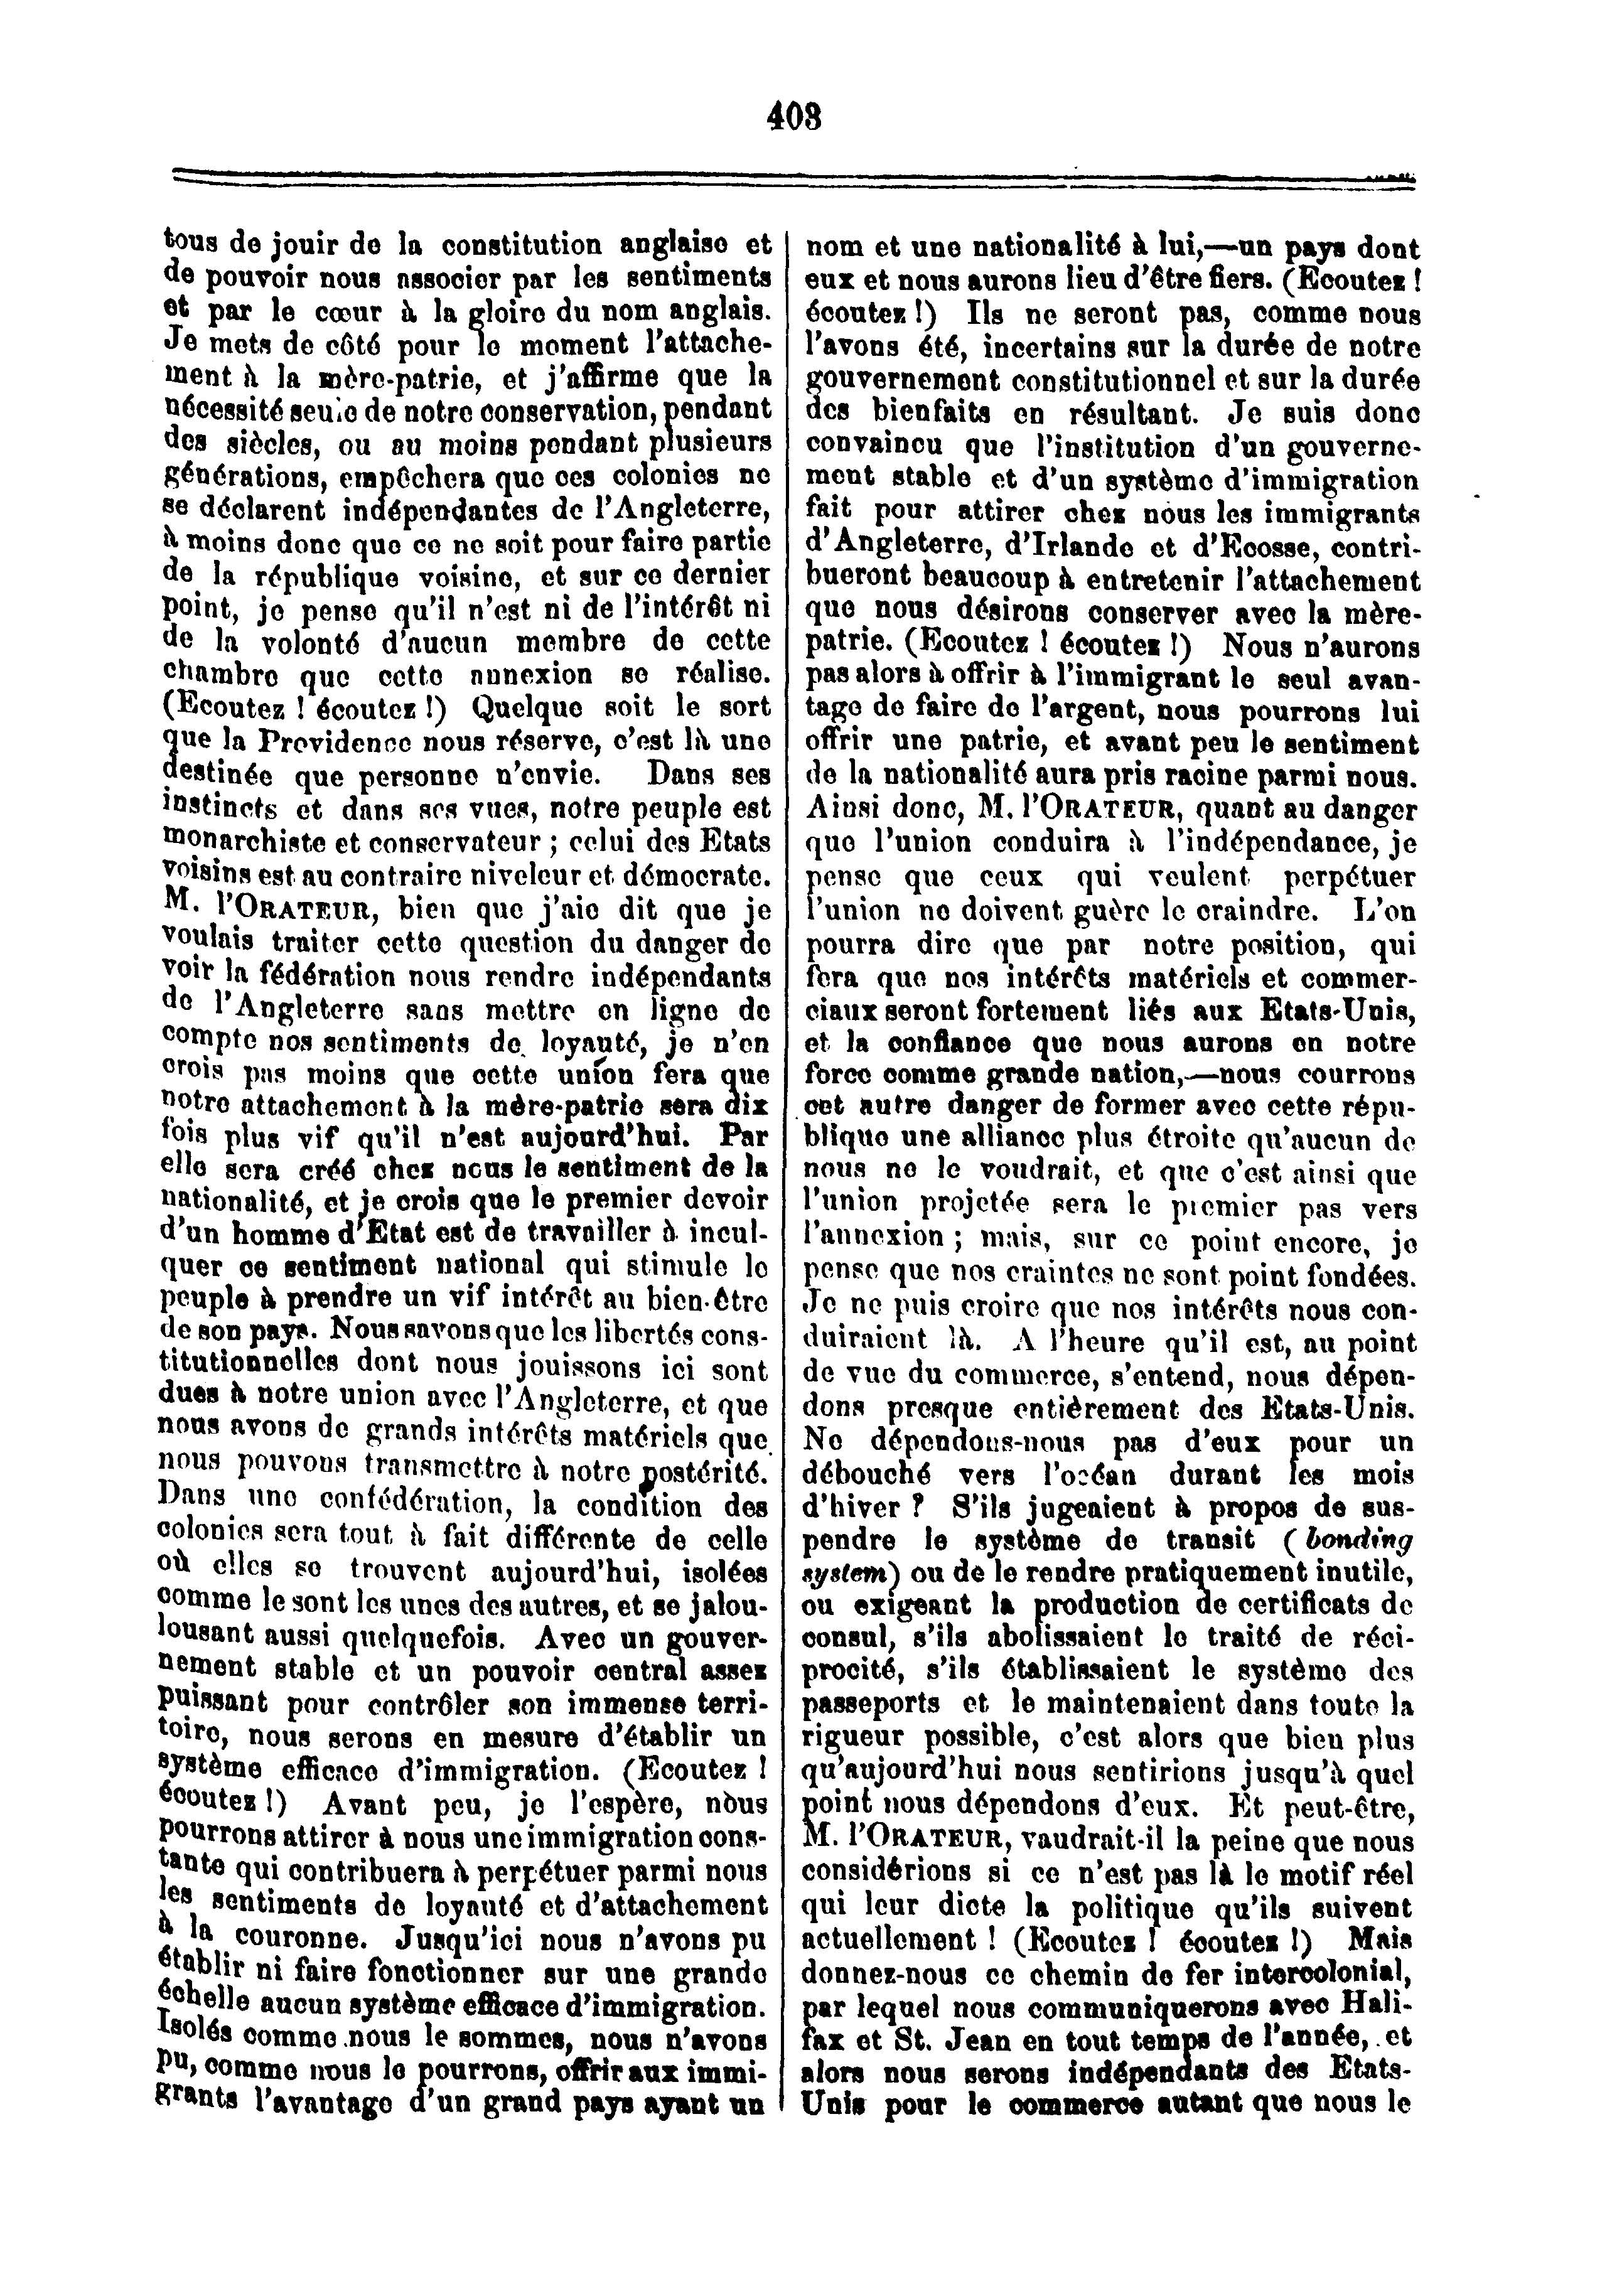 403
tous de jouir de la constitution anglaise et
de pouvoir nous associer par les sentiments
et par le cœur à la gloire du nom anglais.
Je mets de côté pour le moment l'attache-
ment à la mère-patrie, et j'affirme que la
nécessité seule de notre conservation, pendant
des siècles, ou au moins pendant plusieurs
générations, empêchera que ces colonies ne
se déclarent indépendantes de l'Angleterre,
à moins donc que ce ne soit pour faire partie
de la république voisine, et sur ce dernier
point, je pense qu'il n'est ni de l'intérêt ni
de la volonté d'aucun membre de cette
chambre que cette annexion se réalise.
(Ecoutez ! écoutez !) Quelque soit le sort
que la Providence nous réserve, c'est là une
destinée que personne n'envie. Dans ses
instincts et dans ses vues, notre peuple est
monarchiste et conservateur ; celui des Etats
voisins est au contraire niveleur et démocrate.
M. l'ORATEUR, bien que j'aie dit que je
voulais traiter cette question du danger de
voir la fédération nous rendre indépendants
de l'Angleterre sans mettre en ligne de
compte nos sentiments de loyauté, je n'en
crois pas moins que cette union fera que
notre attachement à la mère-patrie sera dix
fois plus vif qu'il n'est aujourd'hui. Par
elle sera créé chez nous le sentiment de la
nationalité, et je crois que le premier devoir
d'un homme d'Etat est de travailler à incul-
quer ce sentiment national qui stimule le
peuple à prendre un vif intérêt au bien-être
de son pays. Nous savons que les libertés cons-
titutionnelles dont nous jouissons ici sont
dues à notre union avec l'Angleterre, et que
nous avons de grands intérêts matériels que
nous pouvons transmettre à notre postérité.
Dans une confédération, la condition des
colonies sera tout à fait différente de celle
où elles se trouvent aujourd'hui, isolées
comme le sont les unes des autres, et se jalou-
lousant aussi quelquefois. Avec un gouver-
nement stable et un pouvoir central assez
puissant pour contrôler son immense terri-
toire, nous serons en mesure d'établir un
système efficace d'immigration. (Ecoutez !
écoutez !) Avant peu, je l'espère, nous
pourrons attirer à nous une immigration cons-
tante qui contribuera à perpétuer parmi nous
les sentiments de loyauté et d'attachement
à la couronne. Jusqu'ici nous n'avons pu
établir ni faire fonctionner sur une grande
échelle aucun système efficace d'immigration.
Isolés comme nous le sommes, nous n'avons
pu, comme nous le pourrons, offrir aux immi-
grants l'avantage d'un grand pays ayant un
nom et une nationalité à lui,—un pays dont
eux et nous aurons lieu d'être fiers. (Ecoutez !
écoutez !) Ils ne seront pas, comme nous
l'avons été, incertains sur la durée de notre
gouvernement constitutionnel et sur la durée
des bienfaits en résultant. Je suis donc
convaincu que l'institution d'un gouverne-
ment stable et d'un système d'immigration
fait pour attirer chez nous les immigrants
d'Angleterre, d'Irlande et d'Ecosse, contri-
bueront beaucoup à entretenir l'attachement
que nous désirons conserver avec la mère-
patrie. (Ecoutez ! écoutez !) Nous n'aurons
pas alors à offrir à l'immigrant le seul avan-
tage de faire de l'argent, nous pourrons lui
offrir une patrie, et avant peu le sentiment
de la nationalité aura pris racine parmi nous.
Ainsi donc, M. l'ORATEUR, quant au danger
que l'union conduira à l'indépendance, je
pense que ceux qui veulent perpétuer
l'union ne doivent guère le craindre. L'on
pourra dire que par notre position, qui
fera que nos intérêts matériels et commer-
ciaux seront fortement liés aux Etats-Unis,
et la confiance que nous aurons en notre
force comme grande nation,—nous courrons
cet autre danger de former avec cette répu-
blique une alliance plus étroite qu'aucun de
nous ne le voudrait, et que c'est ainsi que
l'union projetée sera le premier pas vers
l'annexion ; mais, sur ce point encore, je
pense que nos craintes ne sont point fondées.
Je ne puis croire que nos intérêts nous con-
duiraient là. A l'heure qu'il est, au point
de vue du commerce, s'entend, nous dépen-
dons presque entièrement des Etats-Unis.
Ne dépendons-nous pas d'eux pour un
débouché vers l'océan durant les mois
d'hiver ? S'ils jugeaient à propos de sus-
pendre le système de transit (bonding
system) ou de le rendre pratiquement inutile,
ou exigeant la production de certificats de
consul, s'ils abolissaient le traité de réci-
procité, s'ils établissaient le système des
passeports et le maintenaient dans toute la
rigueur possible, c'est alors que bien plus
qu'aujourd'hui nous sentirions jusqu'à quel
point nous dépendons d'eux. Et peut-être,
M. l'ORATEUR, vaudrait-il la peine que nous
considérions si ce n'est pas là le motif réel
qui leur dicte la politique qu'ils suivent
actuellement ! (Ecoutez ! écoutez !) Mais
donnez-nous ce chemin de fer intercolonial,
par lequel nous communiquerons avec Hali-
fax et St. Jean en tout temps de l'année, et
alors nous serons indépendants des Etats-
Unis pour le commerce autant que nous le